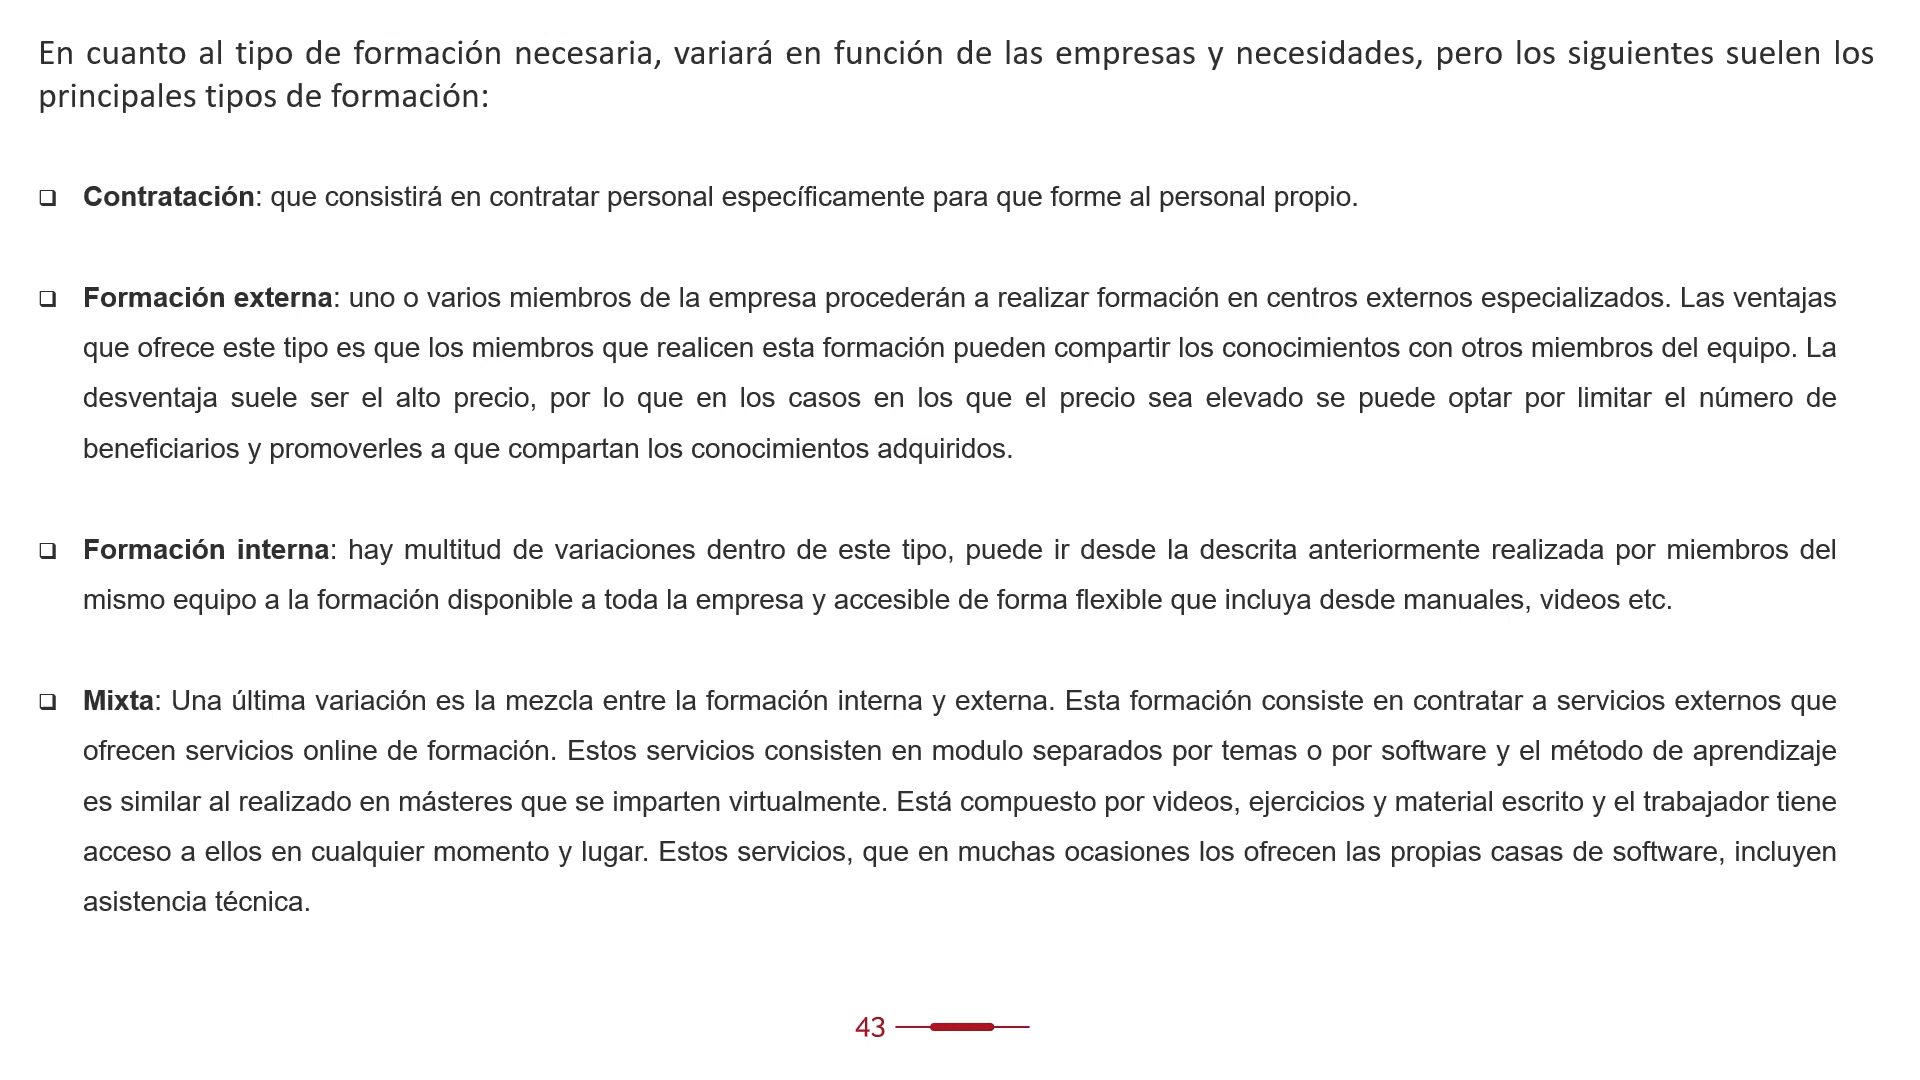 En cuanto al tipo de formación necesaria, variará en función de las empresas y necesidades, pero los siguientes suelen los
principales tipos de formación:
❑ Contratación: que consistirá en contratar personal específicamente para que forme al personal propio.
❑ Formación externa: uno o varios miembros de la empresa procederán a realizar formación en centros externos especializados. Las ventajas
que ofrece este tipo es que los miembros que realicen esta formación pueden compartir los conocimientos con otros miembros del equipo. La
desventaja suele ser el alto precio, por lo que en los casos en los que el precio sea elevado se puede optar por limitar el número de
beneficiarios y promoverles a que compartan los conocimientos adquiridos.
❑ Formación interna: hay multitud de variaciones dentro de este tipo, puede ir desde la descrita anteriormente realizada por miembros del
mismo equipo a la formación disponible a toda la empresa y accesible de forma flexible que incluya desde manuales, videos etc.
❑ Mixta: Una última variación es la mezcla entre la formación interna y externa. Esta formación consiste en contratar a servicios externos que
ofrecen servicios online de formación. Estos servicios consisten en modulo separados por temas o por software y el método de aprendizaje
es similar al realizado en másteres que se imparten virtualmente. Está compuesto por videos, ejercicios y material escrito y el trabajador tiene
acceso a ellos en cualquier momento y lugar. Estos servicios, que en muchas ocasiones los ofrecen las propias casas de software, incluyen
asistencia técnica.
43